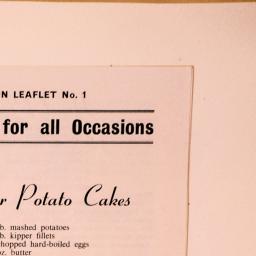 N LEAFLET No. 1
for all Occasions
r Potato Cakes
b. mashed potatoes
b. kipper fillets
hopped hard-boiled eggs
oz. butter